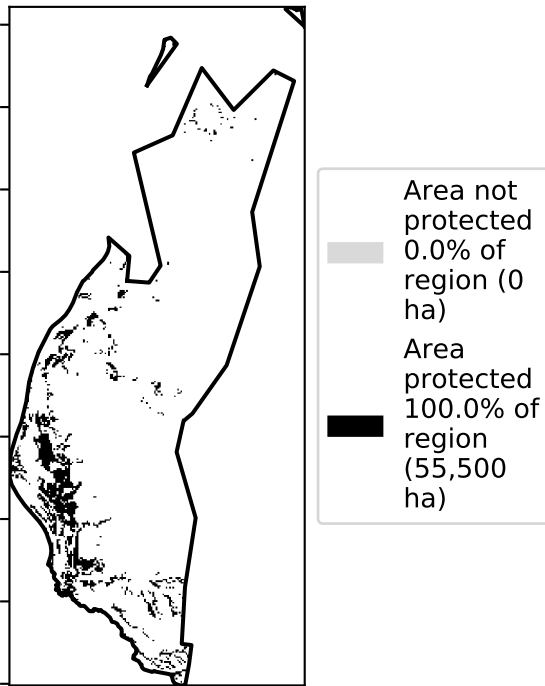 Area not
protected
0.0% of
region (0
ha)
Area
protected
100.0% of
region
(55,500
ha)